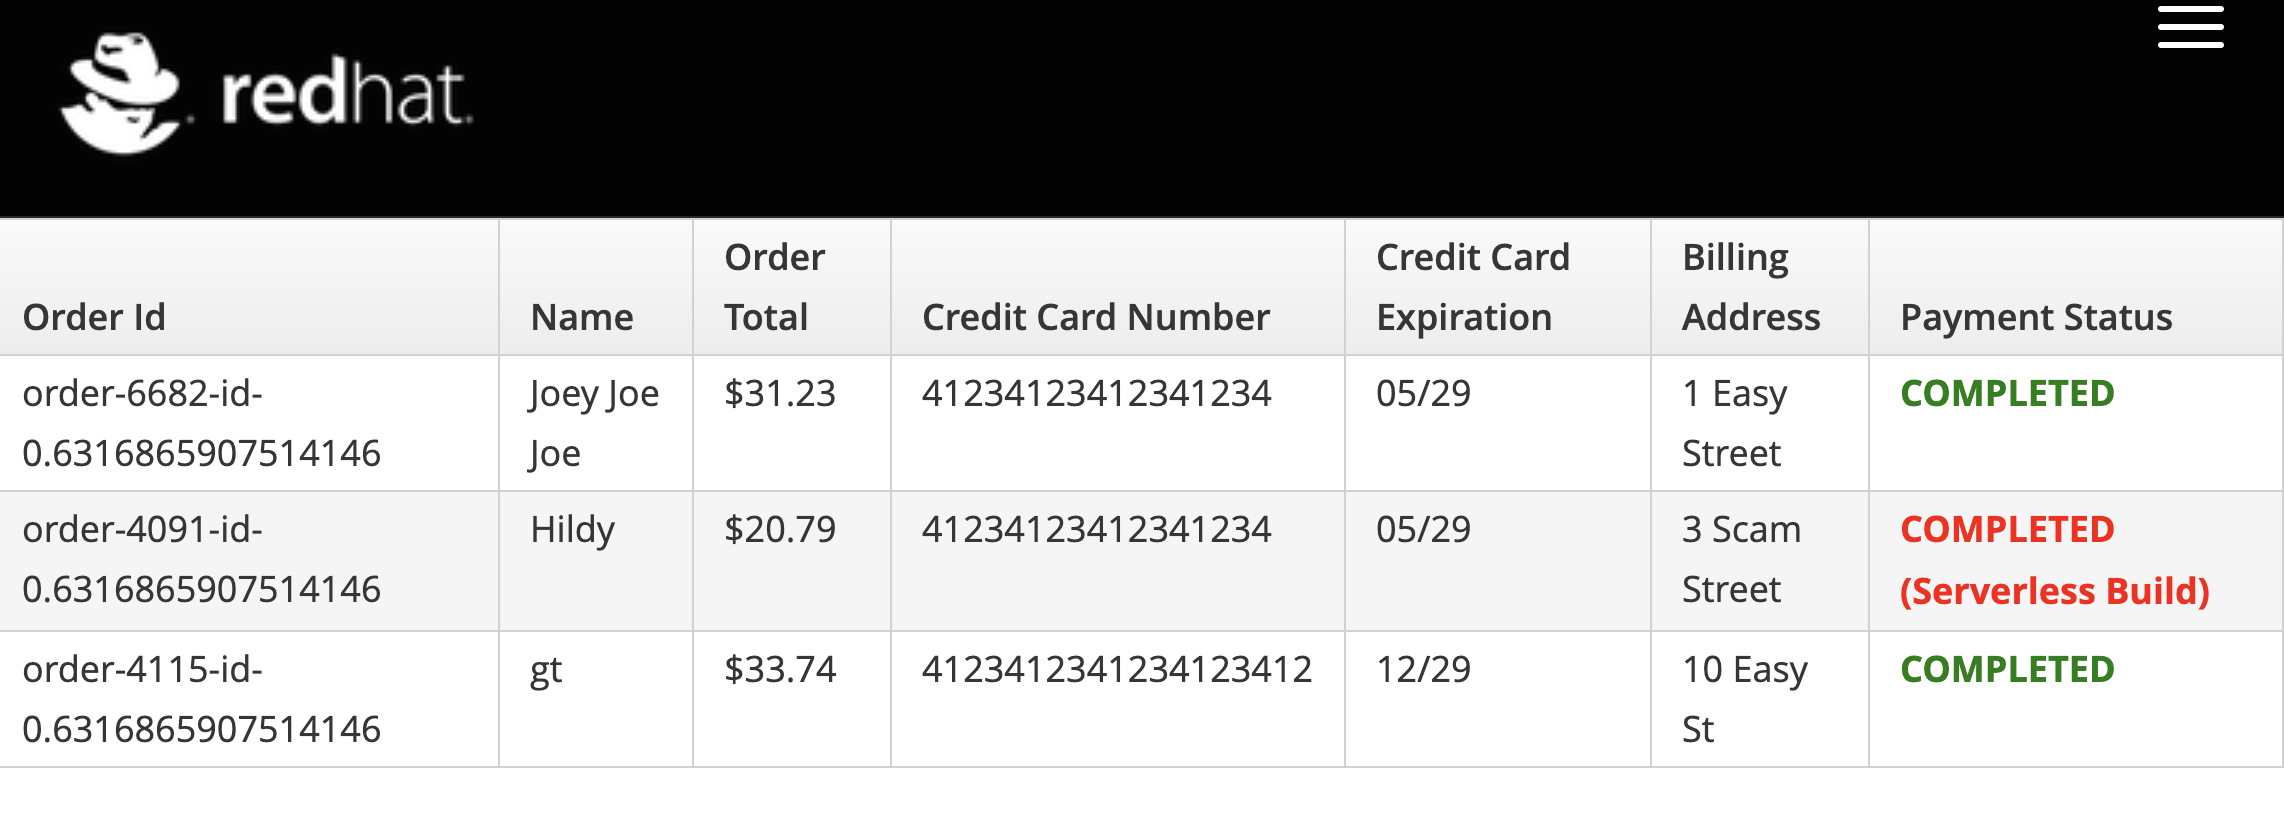 redhat.
Order Id
Name
Order
Total
Credit Card Number
Credit Card
Expiration
Billing
Address
Payment Status
order-6682-id-
0.6316865907514146
Joey Joe
Joe
$31.23
41234123412341234
05/29
1 Easy
Street
COMPLETED
order-4091-id-
0.6316865907514146
Hildy
$20.79
41234123412341234
05/29
3 Scam
Street
COMPLETED
(Serverless Build)
order-4115-id-
0.6316865907514146
gt
$33.74
4123412341234123412
12/29
10 Easy
St
COMPLETED